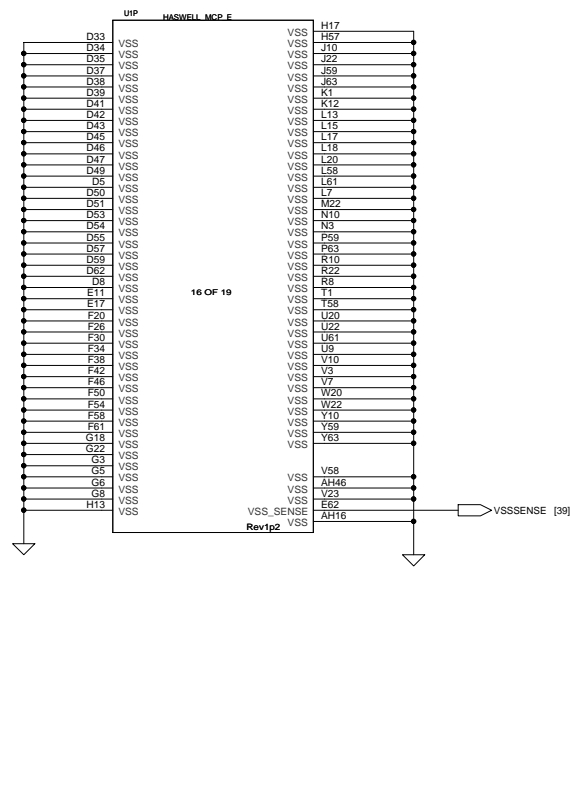 U1P
HASWELL_MCP_E
D33 VSS
D34 VSS
D35 VSS
D37 VSS
D38 VSS
D39 VSS
D41 VSS
D42 VSS
D43 VSS
D45 VSS
D46 VSS
D47 VSS
D49 VSS
D5 VSS
D50 VSS
D51 VSS
D53 VSS
D54 VSS
D55 VSS
D57 VSS
D59 VSS
D62 VSS
D8 VSS
E11 VSS
E17 VSS
F20 VSS
F26 VSS
F30 VSS
F34 VSS
F38 VSS
F42 VSS
F46 VSS
F50 VSS
F54 VSS
F58 VSS
F61 VSS
G18 VSS
G22 VSS
G3 VSS
G5 VSS
G6 VSS
G8 VSS
H13 VSS
16 OF 19
VSS H17
VSS H57
VSS J10
VSS J22
VSS J59
VSS J63
VSS K1
VSS K12
VSS L13
VSS L15
VSS L17
VSS L18
VSS L20
VSS L58
VSS L61
VSS L7
VSS M22
VSS N10
VSS N3
VSS P59
VSS P63
VSS R10
VSS R22
VSS R8
VSS T1
VSS T58
VSS U20
VSS U22
VSS U61
VSS U9
VSS V10
VSS V3
VSS V7
VSS W20
VSS W22
VSS Y10
VSS Y59
VSS Y63
VSS V58
VSS AH46
VSS V23
VSS_SENSE E62
VSS AH16
VSSSENSE [39]
Rev1p2